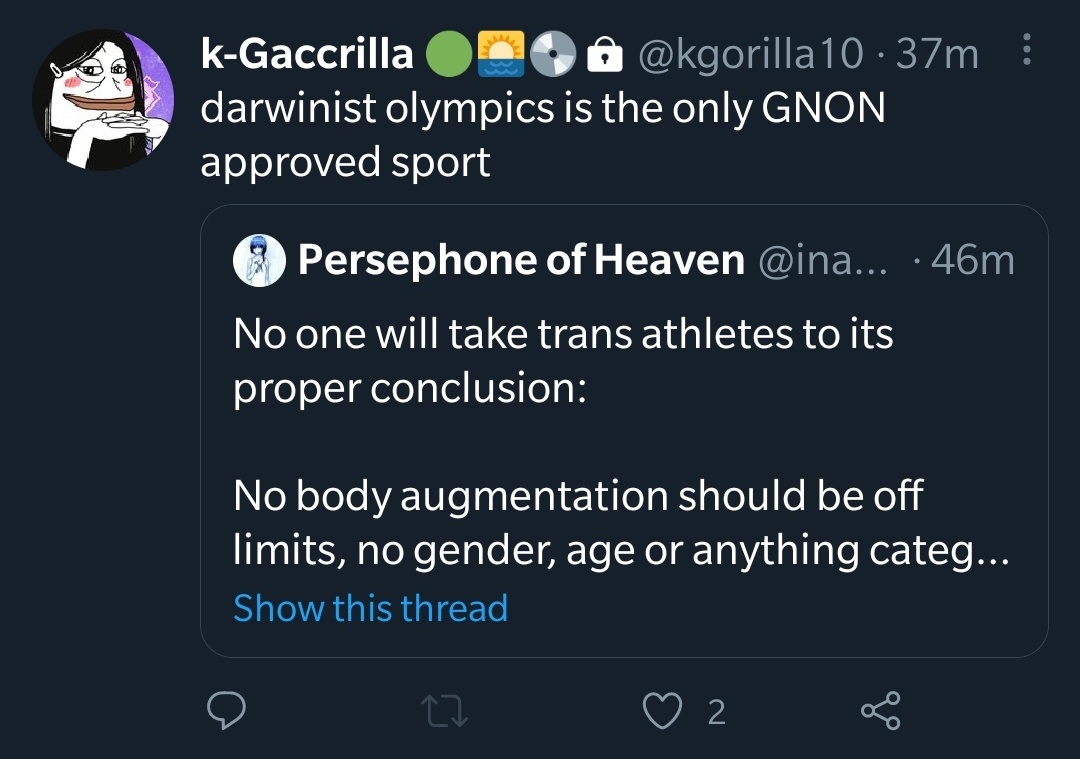 k-Gaccrilla 🟢🌅💿🔒 @kgorilla10 · 37m
darwinist olympics is the only GNON
approved sport
Persephone of Heaven @ina... · 46m
No one will take trans athletes to its
proper conclusion:
No body augmentation should be off
limits, no gender, age or anything categ...
Show this thread
2